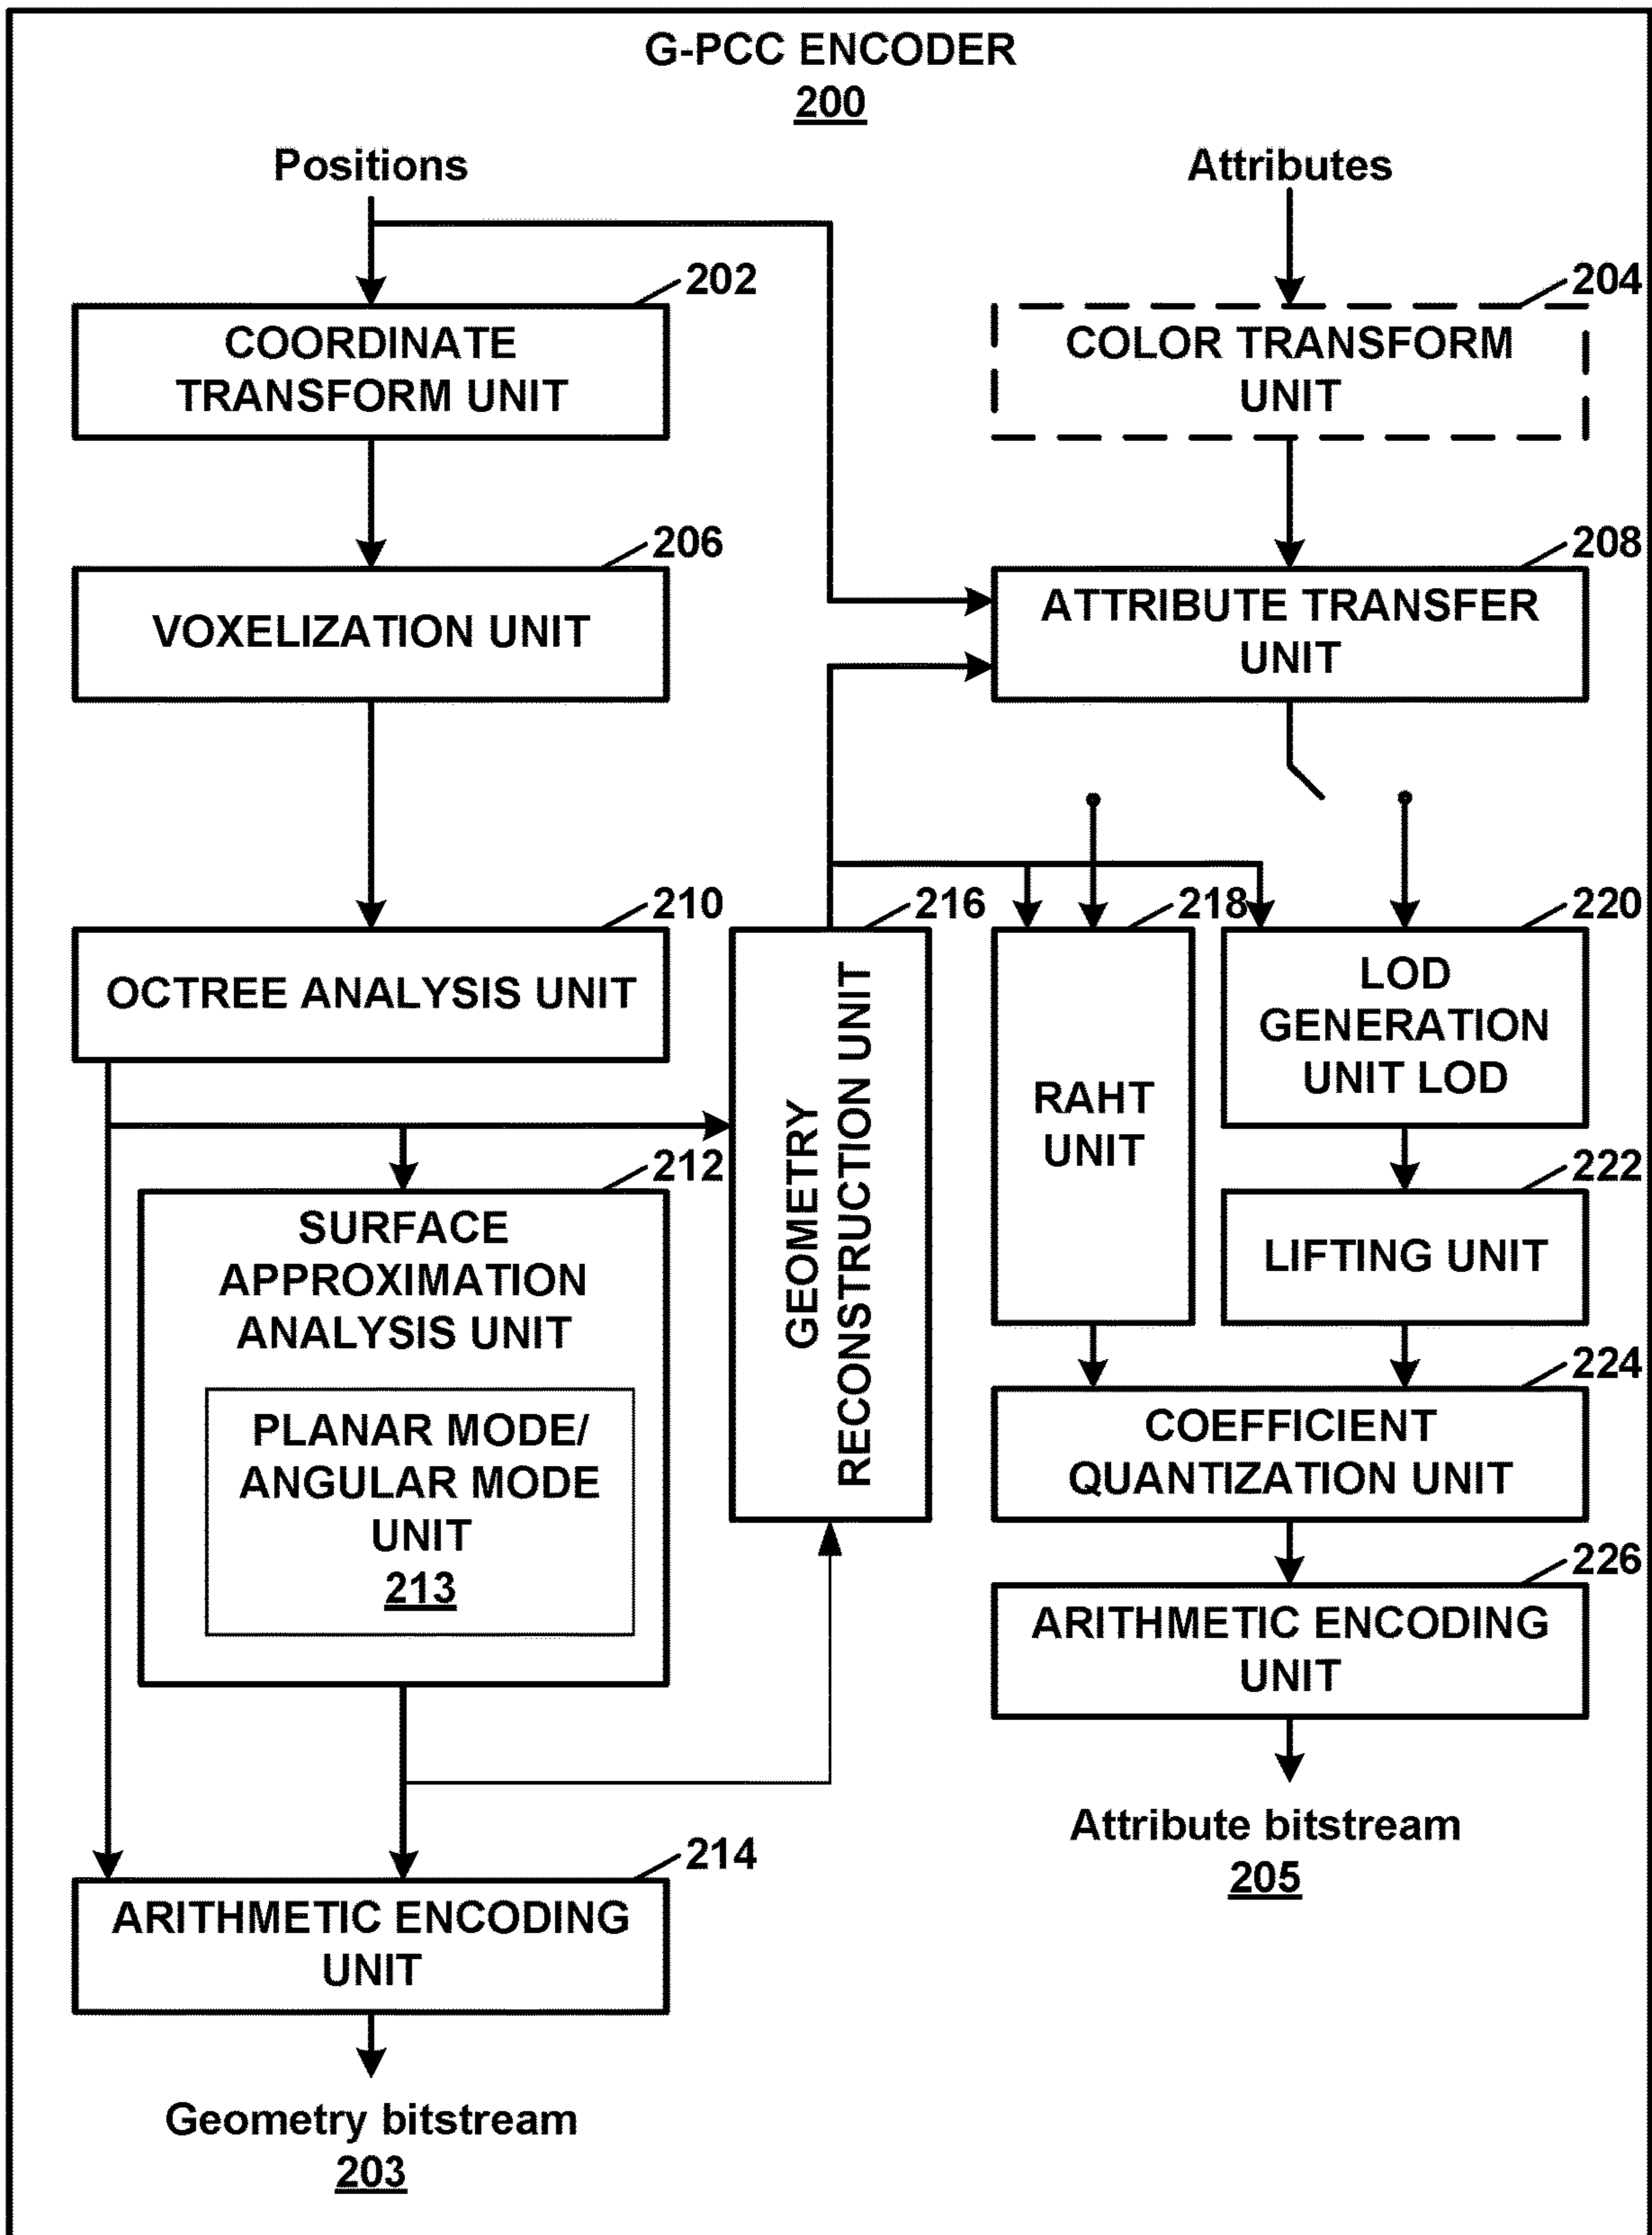 G-PCC ENCODER
200
Positions
Attributes
202
COORDINATE
TRANSFORM UNIT
204
COLOR TRANSFORM
UNIT
206
VOXELIZATION UNIT
208
ATTRIBUTE TRANSFER
UNIT
210
OCTREE ANALYSIS UNIT
216
GEOMETRY
RECONSTRUCTION UNIT
218
RAHT
UNIT
220
LOD
GENERATION
UNIT LOD
212
SURFACE
APPROXIMATION
ANALYSIS UNIT
PLANAR MODE/
ANGULAR MODE
UNIT
213
222
LIFTING UNIT
224
COEFFICIENT
QUANTIZATION UNIT
226
ARITHMETIC ENCODING
UNIT
Attribute bitstream
205
214
ARITHMETIC ENCODING
UNIT
Geometry bitstream
203